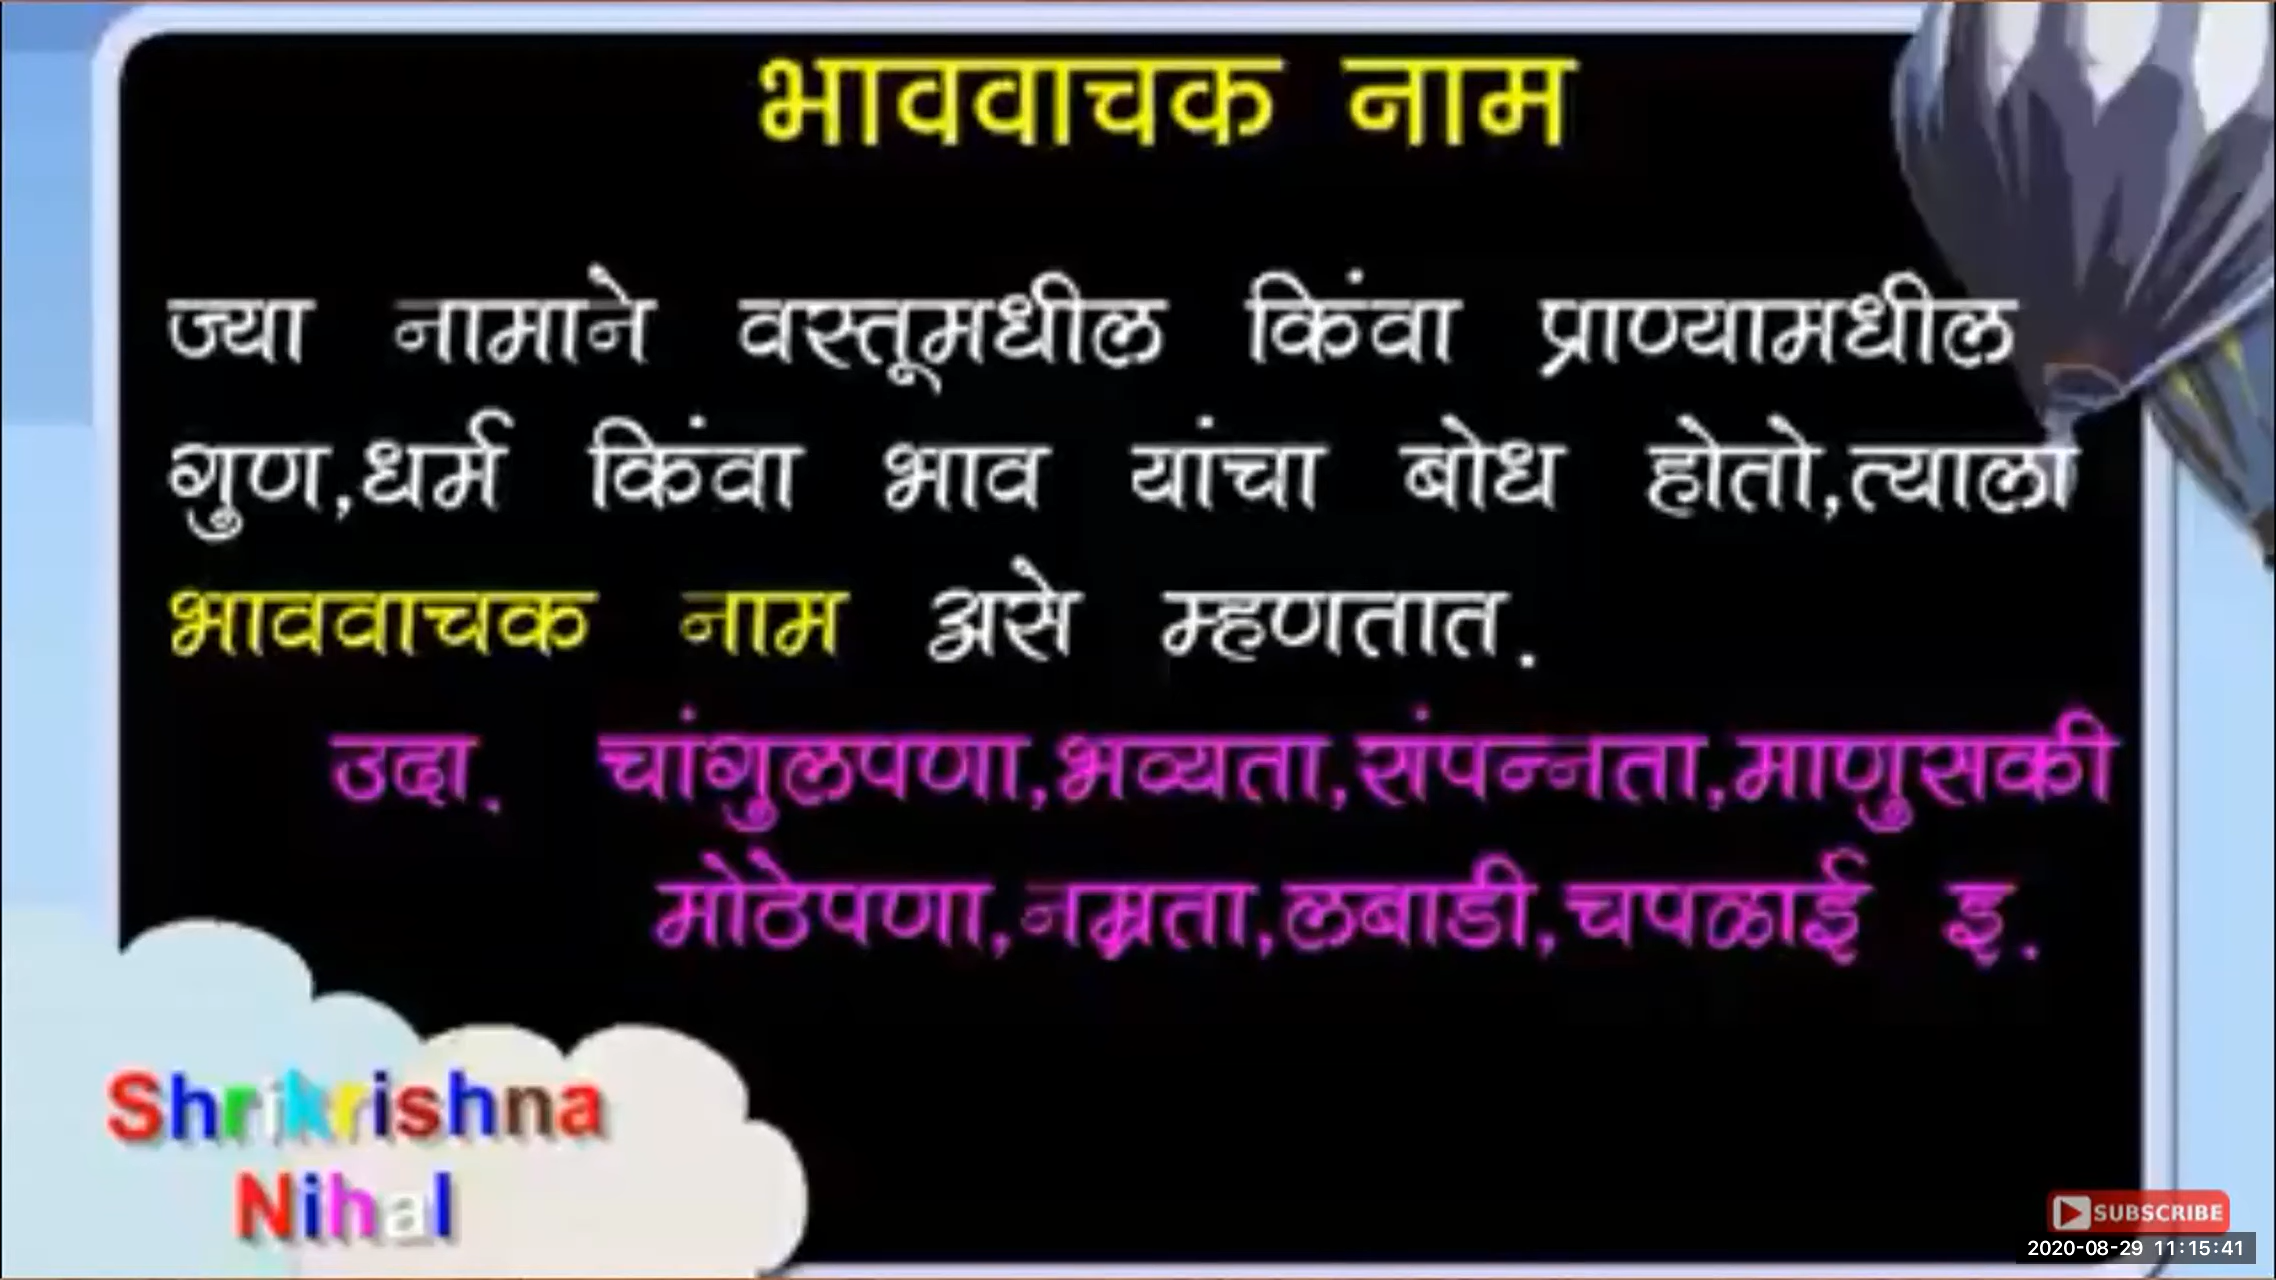 भाववाचक नाम
ज्या नामाने वस्तूमधील किंवा प्राण्यामधील
गुण,धर्म किंवा भाव यांचा बोध होतो,त्याला
भाववाचक नाम असे म्हणतात.
उदा. चांगुलपणा,भव्यता,संपन्नता,माणुसकी
मोठेपणा,नम्रता,लबाडी,चपळाई इ.
Shrikrishna
Nihal
SUBSCRIBE
2020-08-29 11:15:41